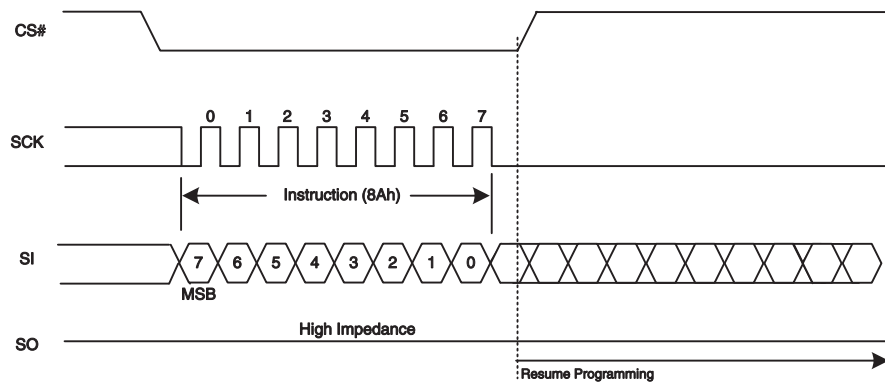 CS#
0 1 2 3 4 5 6 7
SCK
Instruction (8Ah)
SI
7 6 5 4 3 2 1 0
MSB
High Impedance
SO
Resume Programming